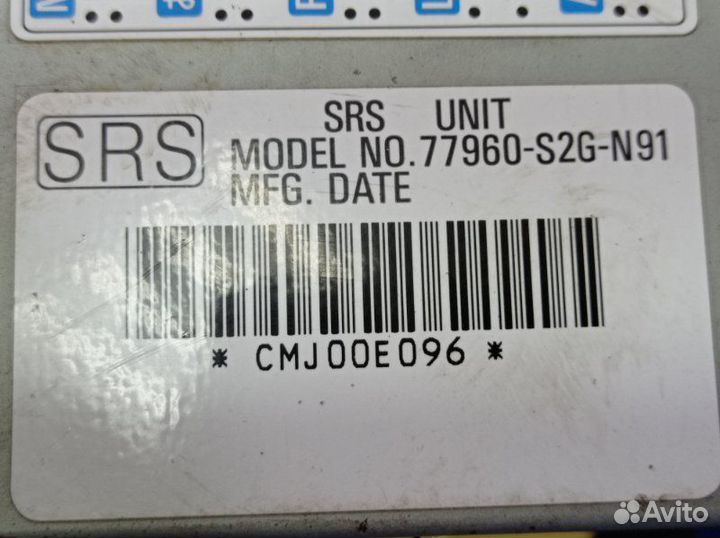 SRS
SRS UNIT
MODEL NO. 77960-S2G-N91
MFG. DATE
* CMJ00E096 *
Avito